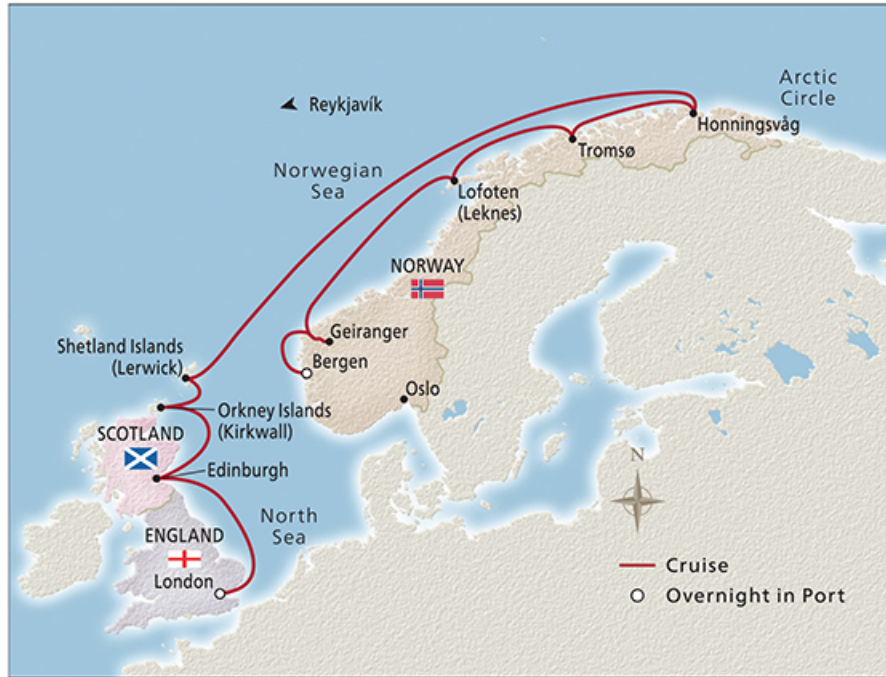 Arctic
Circle
Reykjavík
Honningsvåg
Tromsø
Norwegian
Sea
Lofoten
(Leknes)
NORWAY
Geiranger
Shetland Islands
(Lerwick)
Bergen
Oslo
Orkney Islands
(Kirkwall)
SCOTLAND
Edinburgh
N
North
Sea
ENGLAND
London
Cruise
Overnight in Port